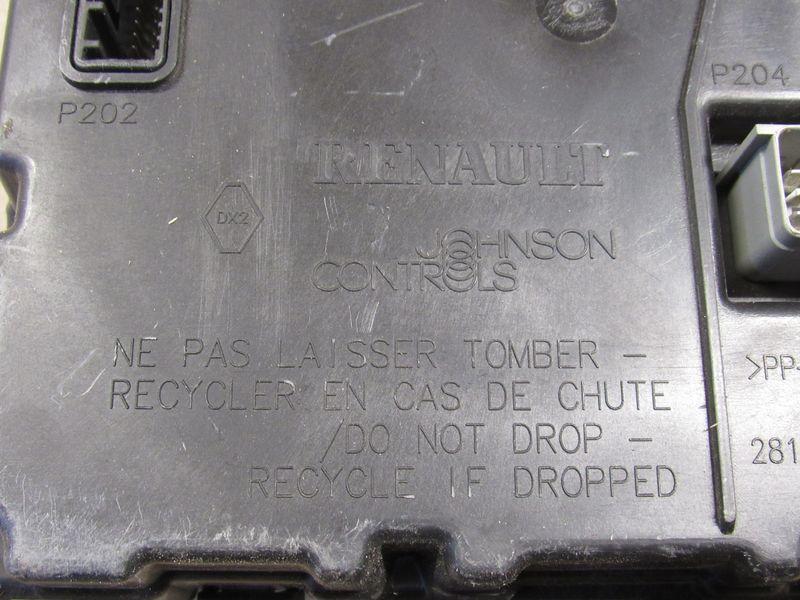 P202
P204
RENAULT
DX2
JOHNSON
CONTROLS
NE PAS LAISSER TOMBER -
RECYCLER EN CAS DE CHUTE
/DO NOT DROP -
RECYCLE IF DROPPED
>PP-
281